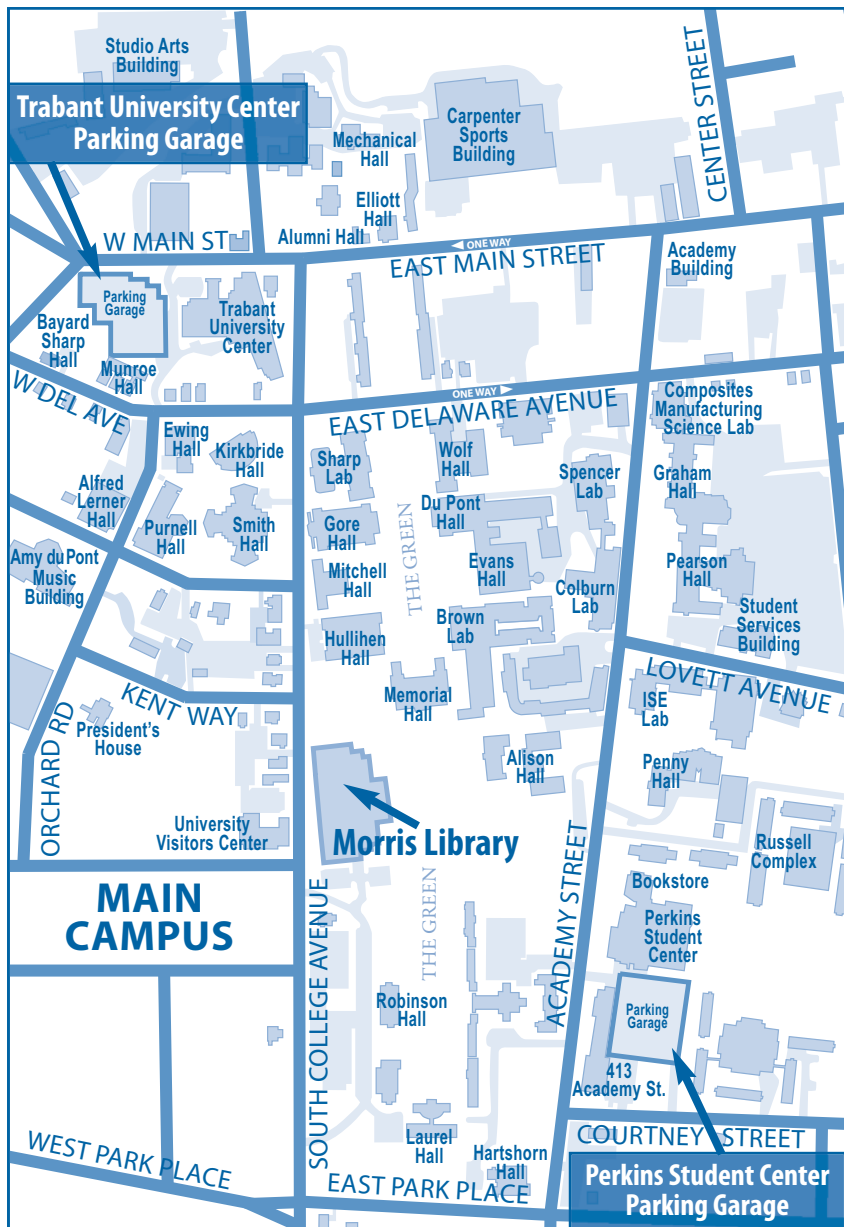 Studio Arts
Building
Trabant University Center
Parking Garage
Mechanical
Hall
Carpenter
Sports
Building
CENTER STREET
Elliott
Hall
Alumni Hall
W MAIN ST
ONE WAY
EAST MAIN STREET
Academy
Building
Parking
Garage
Bayard
Sharp
Hall
Trabant
University
Center
Munroe
Hall
W DEL AVE
ONE WAY
EAST DELAWARE AVENUE
Composites
Manufacturing
Science Lab
Ewing
Hall
Kirkbride
Hall
Sharp
Lab
Wolf
Hall
Spencer
Lab
Graham
Hall
Alfred
Lerner
Hall
Purnell
Hall
Smith
Hall
Gore
Hall
THE GREEN
Du Pont
Hall
Amy du Pont
Music
Building
Mitchell
Hall
Evans
Hall
Colburn
Lab
Pearson
Hall
Student
Services
Building
Hullihen
Hall
Brown
Lab
LOVETT AVENUE
Memorial
Hall
ISE
Lab
KENT WAY
ORCHARD RD
President's
House
Alison
Hall
Penny
Hall
University
Visitors Center
Morris Library
Russell
Complex
ACADEMY STREET
Bookstore
MAIN
CAMPUS
SOUTH COLLEGE AVENUE
THE GREEN
Perkins
Student
Center
Robinson
Hall
Parking
Garage
413
Academy St.
WEST PARK PLACE
Laurel
Hall
Hartshorn
Hall
COURTNEY STREET
EAST PARK PLACE
Perkins Student Center
Parking Garage